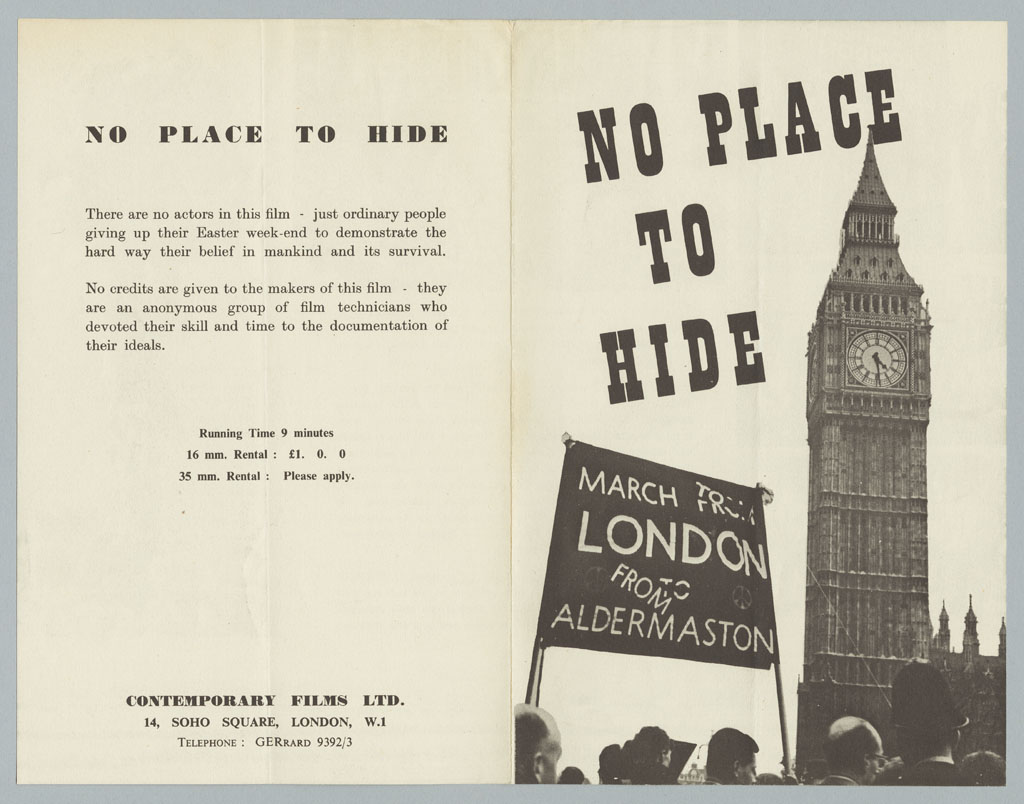 NO PLACE TO HIDE
There are no actors in this film - just ordinary people
giving up their Easter week-end to demonstrate the
hard way their belief in mankind and its survival.
No credits are given to the makers of this film - they
are an anonymous group of film technicians who
devoted their skill and time to the documentation of
their ideals.
Running Time 9 minutes
16 mm. Rental : £1. 0. 0
35 mm. Rental : Please apply.
CONTEMPORARY FILMS LTD.
14, SOHO SQUARE, LONDON, W.1
TELEPHONE : GERRARD 9392/3
NO PLACE
TO
HIDE
MARCH
LONDON
FROM TO
ALDERMASTON